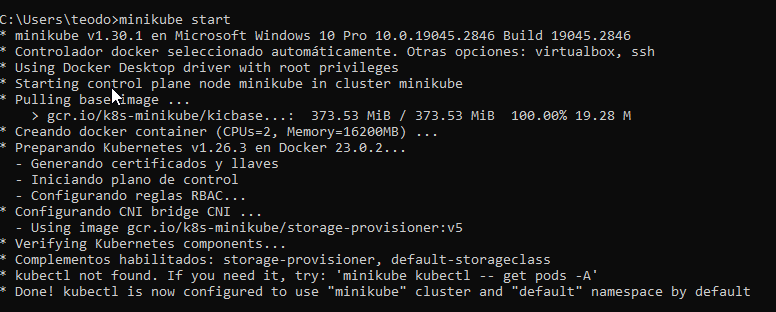 C:\Users\teodo>minikube start
* minikube v1.30.1 en Microsoft Windows 10 Pro 10.0.19045.2846 Build 19045.2846
* Controlador docker seleccionado automáticamente. Otras opciones: virtualbox, ssh
* Using Docker Desktop driver with root privileges
* Starting control plane node minikube in cluster minikube
* Pulling base image ...
    > gcr.io/k8s-minikube/kicbase...:  373.53 MiB / 373.53 MiB  100.00% 19.28 M
* Creando docker container (CPUs=2, Memory=16200MB) ...
* Preparando Kubernetes v1.26.3 en Docker 23.0.2...
  - Generando certificados y llaves
  - Iniciando plano de control
  - Configurando reglas RBAC...
* Configurando CNI bridge CNI ...
  - Using image gcr.io/k8s-minikube/storage-provisioner:v5
* Verifying Kubernetes components...
* Complementos habilitados: storage-provisioner, default-storageclass
* kubectl not found. If you need it, try: 'minikube kubectl -- get pods -A'
* Done! kubectl is now configured to use "minikube" cluster and "default" namespace by default